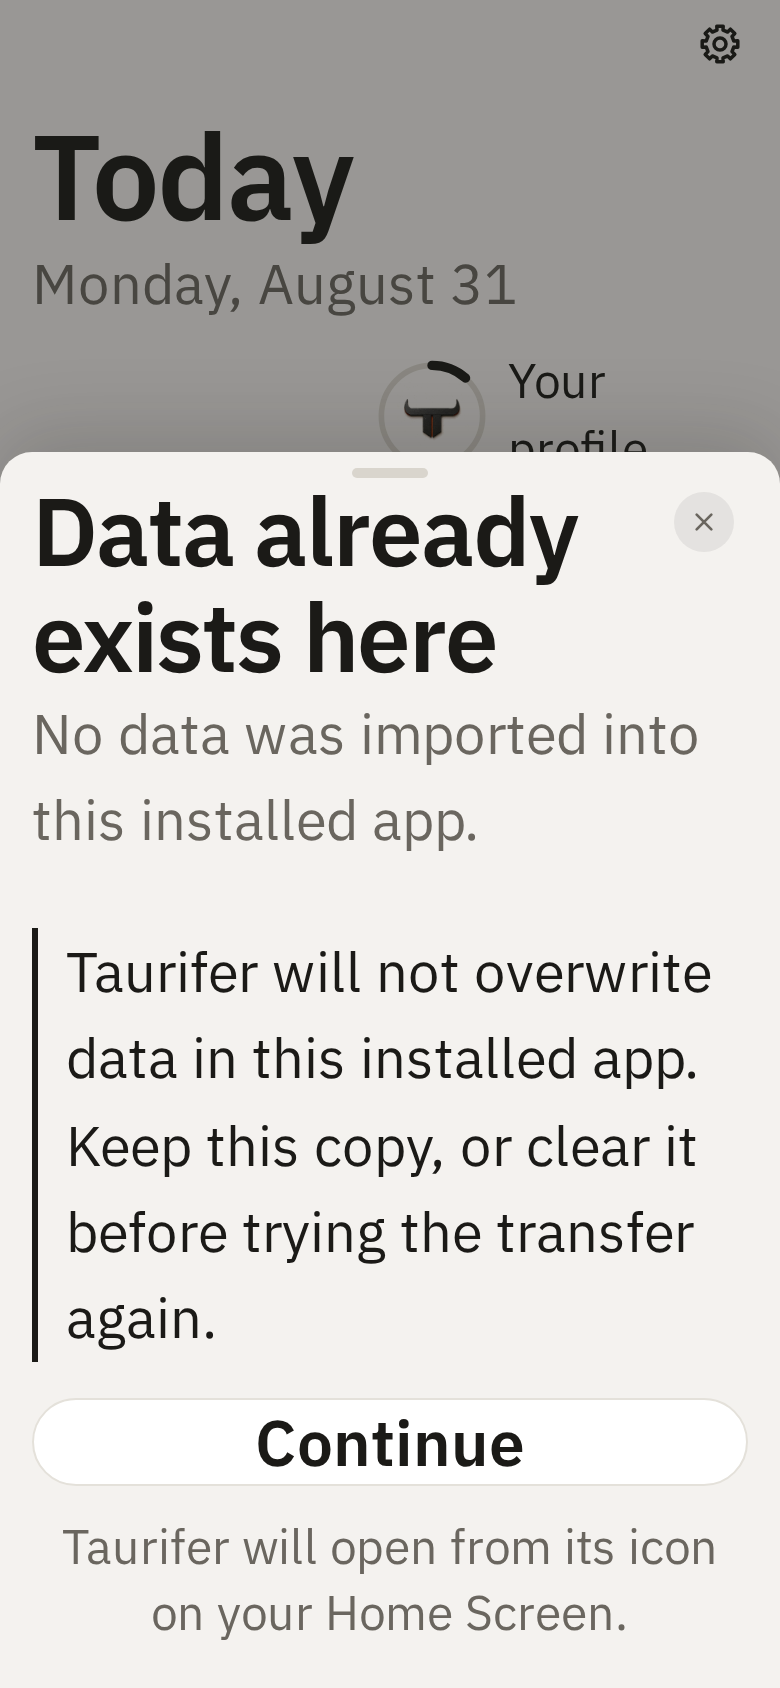 Today
Monday, August 31
Your
profile
Data already
exists here
No data was imported into
this installed app.
Taurifer will not overwrite
data in this installed app.
Keep this copy, or clear it
before trying the transfer
again.
Continue
Taurifer will open from its icon
on your Home Screen.